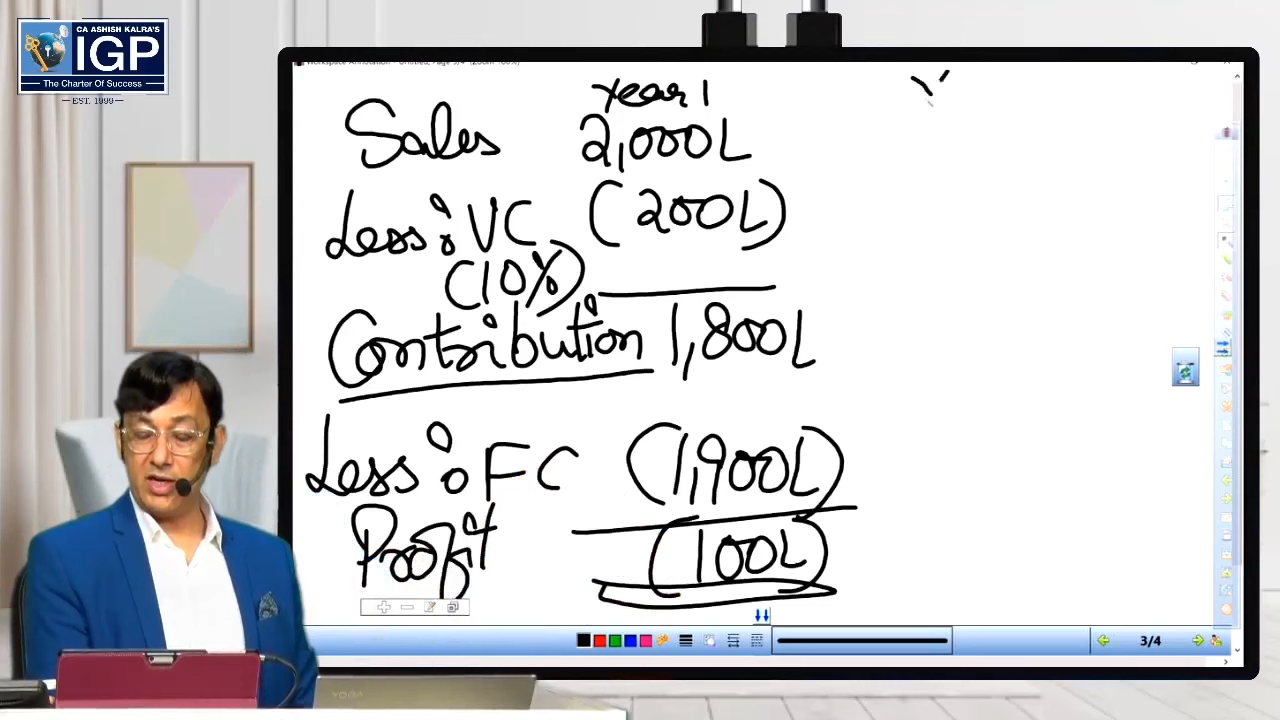 CA ASHISH KALRA'S
IGP
The Charter Of Success
EST. 1999
Year 1
Sales 2,000L
Less: VC (200L)
(10%)
Contribution 1,800L
Less: FC (1,900L)
Profit (100L)
3/4
YOGA